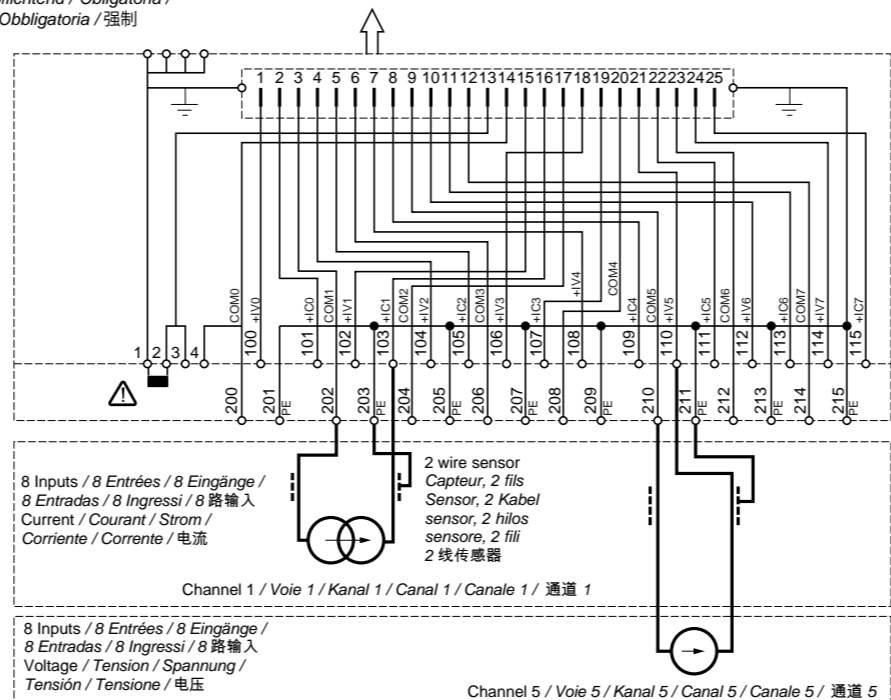 Obligatoria /
Obbligatoria / 强制
1 2 3 4 5 6 7 8 9 10 11 12 13 14 15 16 17 18 19 20 21 22 23 24 25
COM0 +IV0 +IC0 COM1 +IV1 +IC1 COM2 +IV2 +IC2 COM3 +IV3 +IC3 +IV4 COM4 +IC4 COM5 +IV5 +IC5 COM6 +IV6 +IC6 COM7 +IV7 +IC7
1 2 3 4 100 101 102 103 104 105 106 107 108 109 110 111 112 113 114 115
200 201 PE 202 203 PE 204 205 PE 206 207 PE 208 209 PE 210 211 PE 212 213 PE 214 215 PE
8 Inputs / 8 Entrées / 8 Eingänge /
8 Entradas / 8 Ingressi / 8 路输入
Current / Courant / Strom /
Corriente / Corrente / 电流
2 wire sensor
Capteur, 2 fils
Sensor, 2 Kabel
sensor, 2 hilos
sensore, 2 fili
2 线传感器
Channel 1 / Voie 1 / Kanal 1 / Canal 1 / Canale 1 / 通道 1
8 Inputs / 8 Entrées / 8 Eingänge /
8 Entradas / 8 Ingressi / 8 路输入
Voltage / Tension / Spannung /
Tensión / Tensione / 电压
Channel 5 / Voie 5 / Kanal 5 / Canal 5 / Canale 5 / 通道 5